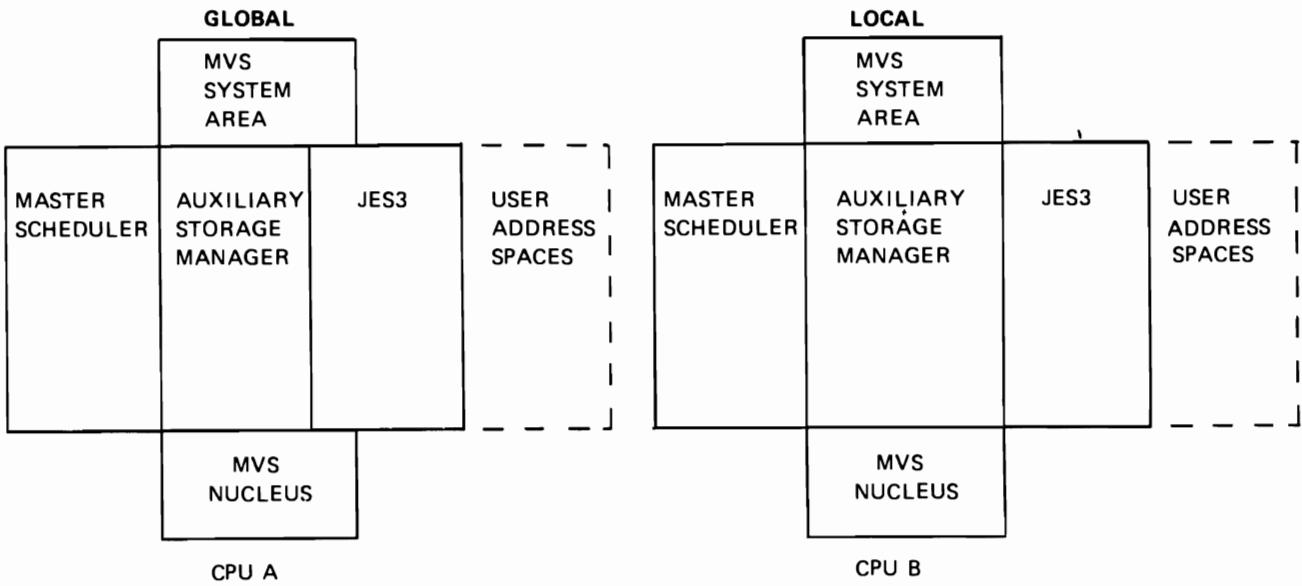 GLOBAL
MVS
SYSTEM
AREA
MASTER
SCHEDULER
AUXILIARY
STORAGE
MANAGER
JES3
USER
ADDRESS
SPACES
MVS
NUCLEUS
CPU A
LOCAL
MVS
SYSTEM
AREA
MASTER
SCHEDULER
AUXILIARY
STORAGE
MANAGER
JES3
USER
ADDRESS
SPACES
MVS
NUCLEUS
CPU B